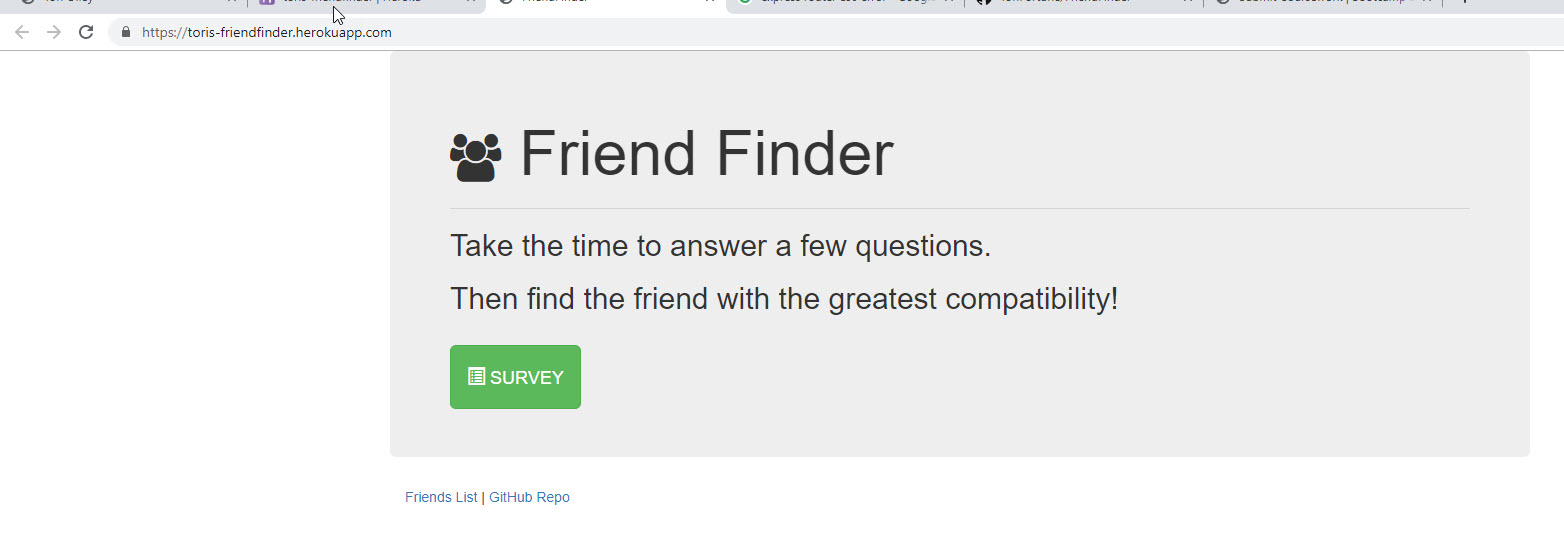 https://toris-friendfinder.herokuapp.com
Friend Finder
Take the time to answer a few questions.
Then find the friend with the greatest compatibility!
SURVEY
Friends List | GitHub Repo